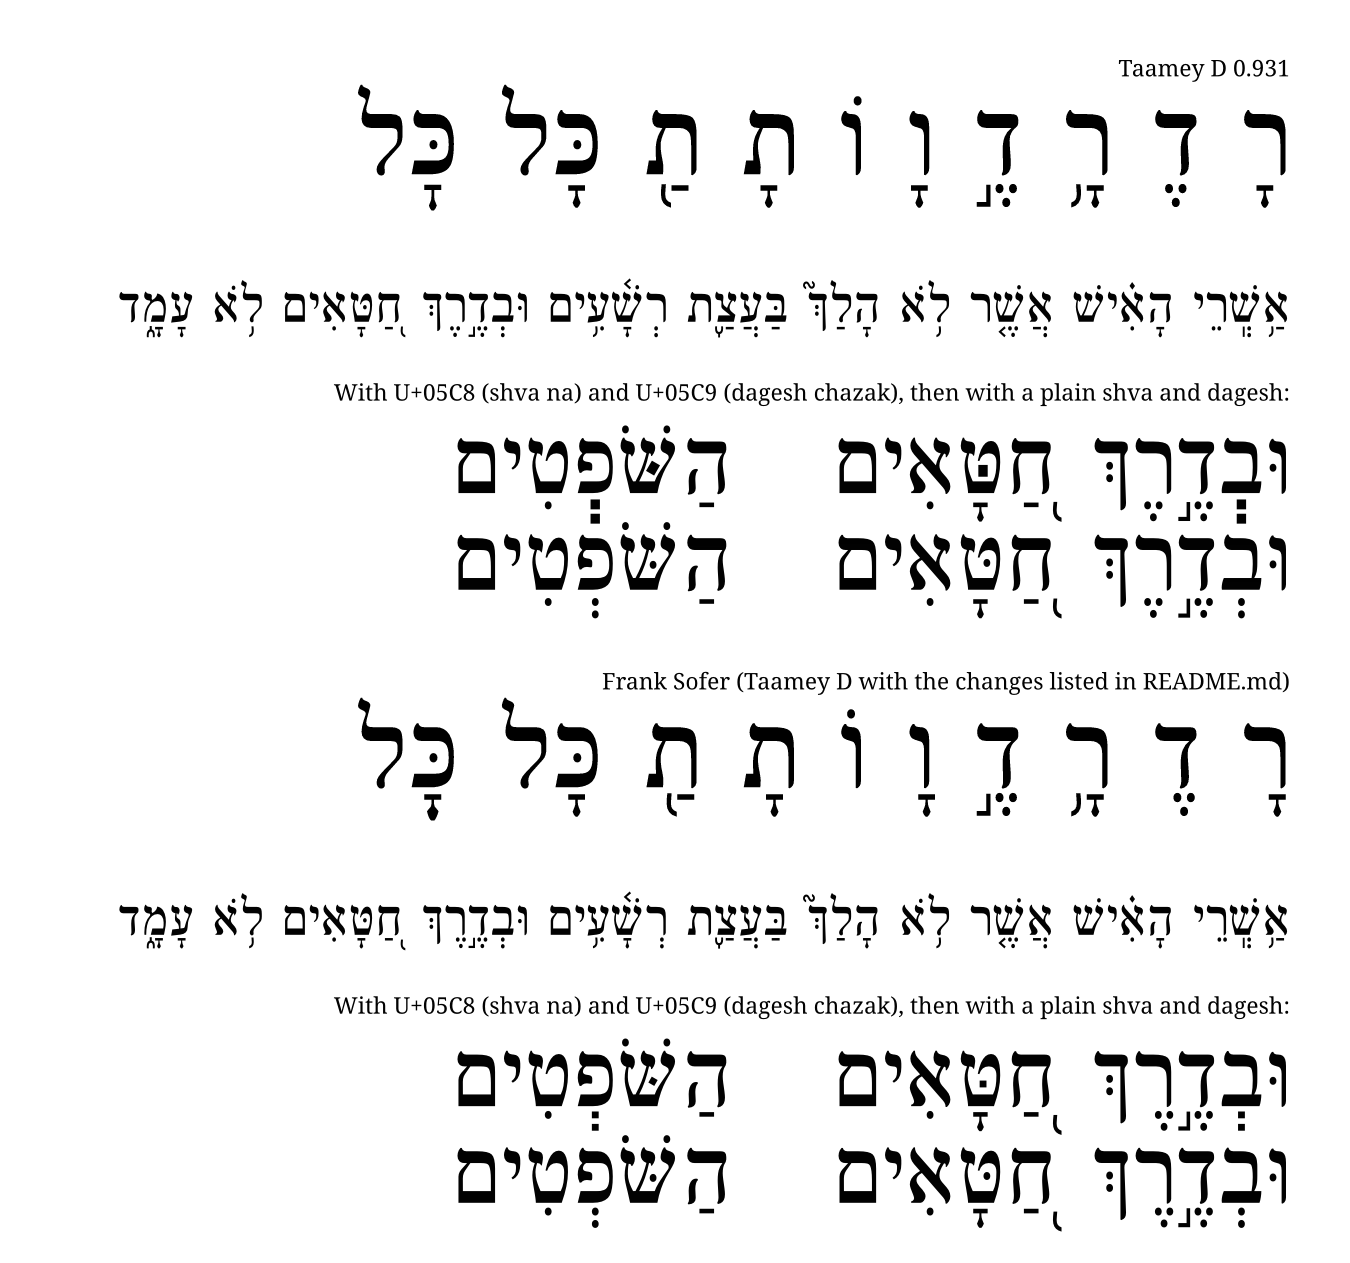 Taamey D 0.931
רָ דֶ רָ֥ דֶ֣ וָ וֹ תָ תַ֖ כָּל כׇּל
אַ֥שְֽׁרֵי הָאִ֗ישׁ אֲשֶׁ֤ר לֹ֥א הָלַךְ֮ בַּעֲצַ֢ת רְשָׁ֫עִ֥ים וּבְדֶ֣רֶךְ חַ֭טָּאִים לֹ֥א עָמָ֑ד
With U+05C8 (shva na) and U+05C9 (dagesh chazak), then with a plain shva and dagesh:
וּב׈דֶ֣רֶךְ חַ֭ט׉ָאִים הַשֹׁ׉פ׈טִים
וּבְדֶ֣רֶךְ חַ֭טָּאִים הַשֹּׁפְטִים
Frank Sofer (Taamey D with the changes listed in README.md)
רָ דֶ רָ֥ דֶ֣ וָ וֹ תָ תַ֖ כָּל כׇּל
אַ֥שְֽׁרֵי הָאִ֗ישׁ אֲשֶׁ֤ר לֹ֥א הָלַךְ֮ בַּעֲצַ֢ת רְשָׁ֫עִ֥ים וּבְדֶ֣רֶךְ חַ֭טָּאִים לֹ֥א עָמָ֑ד
With U+05C8 (shva na) and U+05C9 (dagesh chazak), then with a plain shva and dagesh:
וּב׈דֶ֣רֶךְ חַ֭ט׉ָאִים הַשֹׁ׉פ׈טִים
וּבְדֶ֣רֶךְ חַ֭טָּאִים הַשֹּׁפְטִים